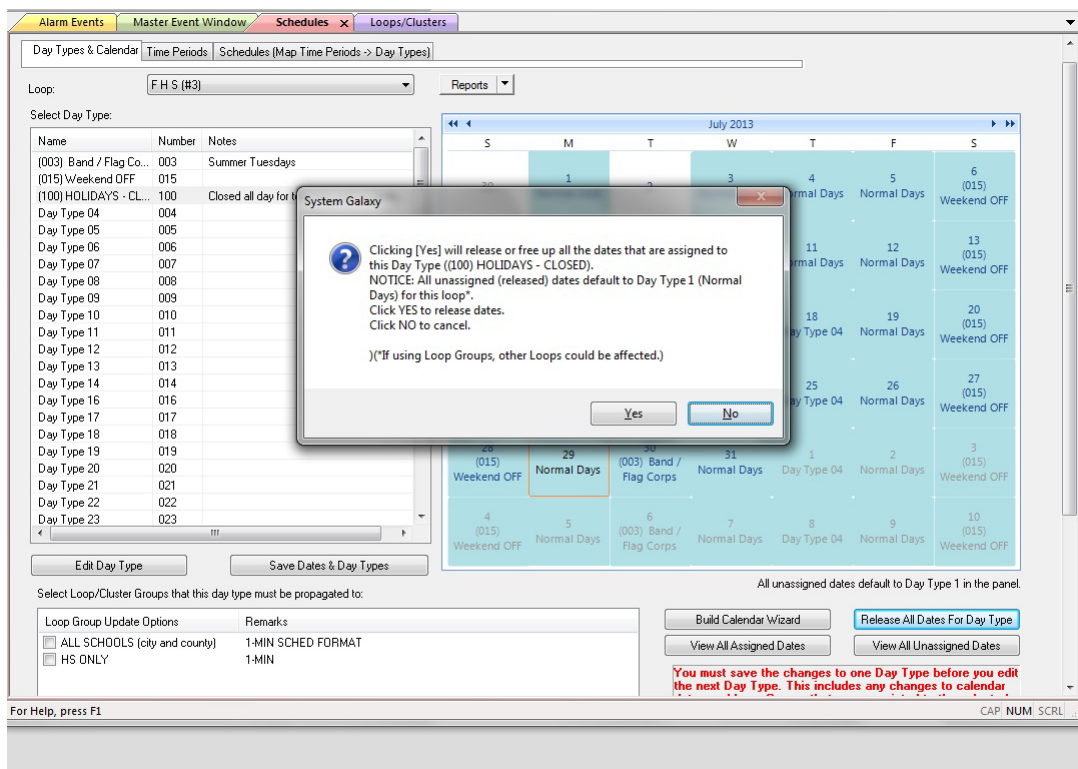 Alarm Events Master Event Window Schedules x Loops/Clusters
Day Types & Calendar Time Periods Schedules (Map Time Periods -> Day Types)
Loop: F H S (#3) Reports
Select Day Type:
Name Number Notes
(003) Band / Flag Co... 003 Summer Tuesdays
(015) Weekend OFF 015
(100) HOLIDAYS - CL... 100 Closed all day for
Day Type 04 004
Day Type 05 005
Day Type 06 006
Day Type 07 007
Day Type 08 008
Day Type 09 009
Day Type 10 010
Day Type 11 011
Day Type 12 012
Day Type 13 013
Day Type 14 014
Day Type 16 016
Day Type 17 017
Day Type 18 018
Day Type 19 019
Day Type 20 020
Day Type 21 021
Day Type 22 022
Day Type 23 023
Edit Day Type Save Dates & Day Types
July 2013
S M T W T F S
1 3 4 5 6
Normal Days (015)
Weekend OFF
11 12 13
Normal Days (015)
Weekend OFF
18 19 20
Day Type 04 Normal Days (015)
Weekend OFF
25 26 27
Day Type 04 Normal Days (015)
Weekend OFF
28 29 30 31 1 2 3
(015) Normal Days (003) Band / Normal Days Day Type 04 Normal Days (015)
Weekend OFF Flag Corps Weekend OFF
4 5 6 7 8 9 10
(015) Normal Days (003) Band / Normal Days Day Type 04 Normal Days (015)
Weekend OFF Flag Corps Weekend OFF
System Galaxy
Clicking [Yes] will release or free up all the dates that are assigned to
this Day Type ((100) HOLIDAYS - CLOSED).
NOTICE: All unassigned (released) dates default to Day Type 1 (Normal
Days) for this loop*.
Click YES to release dates.
Click NO to cancel.
)(*If using Loop Groups, other Loops could be affected.)
Yes No
All unassigned dates default to Day Type 1 in the panel.
Select Loop/Cluster Groups that this day type must be propagated to:
Loop Group Update Options Remarks
ALL SCHOOLS (city and county) 1-MIN SCHED FORMAT
HS ONLY 1-MIN
Build Calendar Wizard Release All Dates For Day Type
View All Assigned Dates View All Unassigned Dates
You must save the changes to one Day Type before you edit
the next Day Type. This includes any changes to calendar
For Help, press F1 CAP NUM SCRL